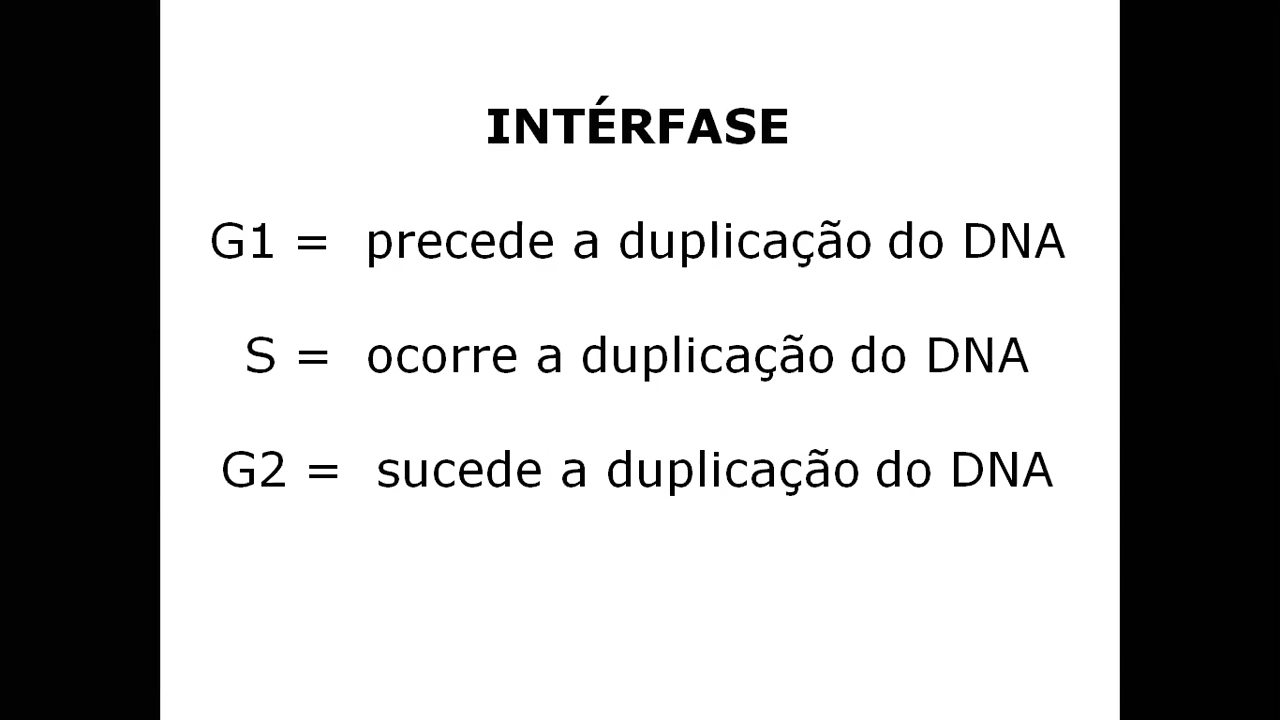 INTÉRFASE
G1 = precede a duplicação do DNA
S = ocorre a duplicação do DNA
G2 = sucede a duplicação do DNA